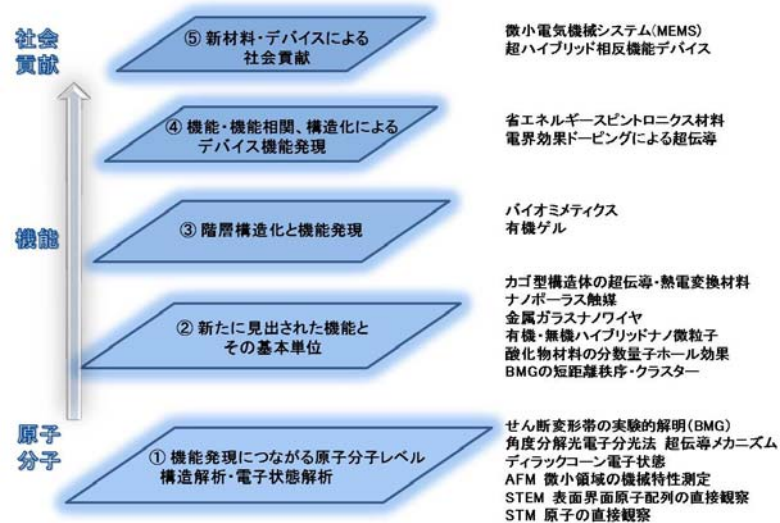 社会
貢献
⑤ 新材料・デバイスによる
社会貢献
微小電気機械システム(MEMS)
超ハイブリッド相反機能デバイス
④ 機能・機能相関、構造化による
デバイス機能発現
省エネルギースピントロニクス材料
電界効果ドーピングによる超伝導
機能
③ 階層構造化と機能発現
バイオミメティクス
有機ゲル
② 新たに見出された機能と
その基本単位
カゴ型構造体の超伝導・熱電変換材料
ナノポーラス触媒
金属ガラスナノワイヤ
有機・無機ハイブリッドナノ微粒子
酸化物材料の分数量子ホール効果
BMGの短距離秩序・クラスター
原子
分子
① 機能発現につながる原子分子レベル
構造解析・電子状態解析
せん断変形帯の実験的解明(BMG)
角度分解光電子分光法 超伝導メカニズム
ディラックコーン電子状態
AFM 微小領域の機械特性測定
STEM 表面界面原子配列の直接観察
STM 原子の直接観察